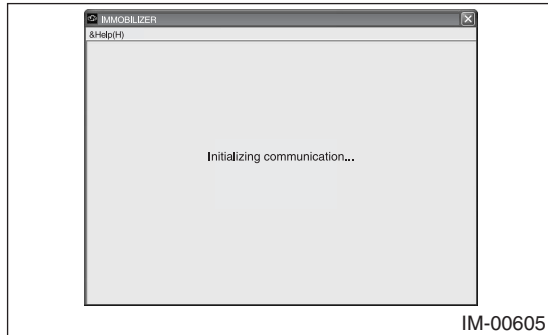 IMMOBILIZER
&Help(H)
Initializing communication...
IM-00605